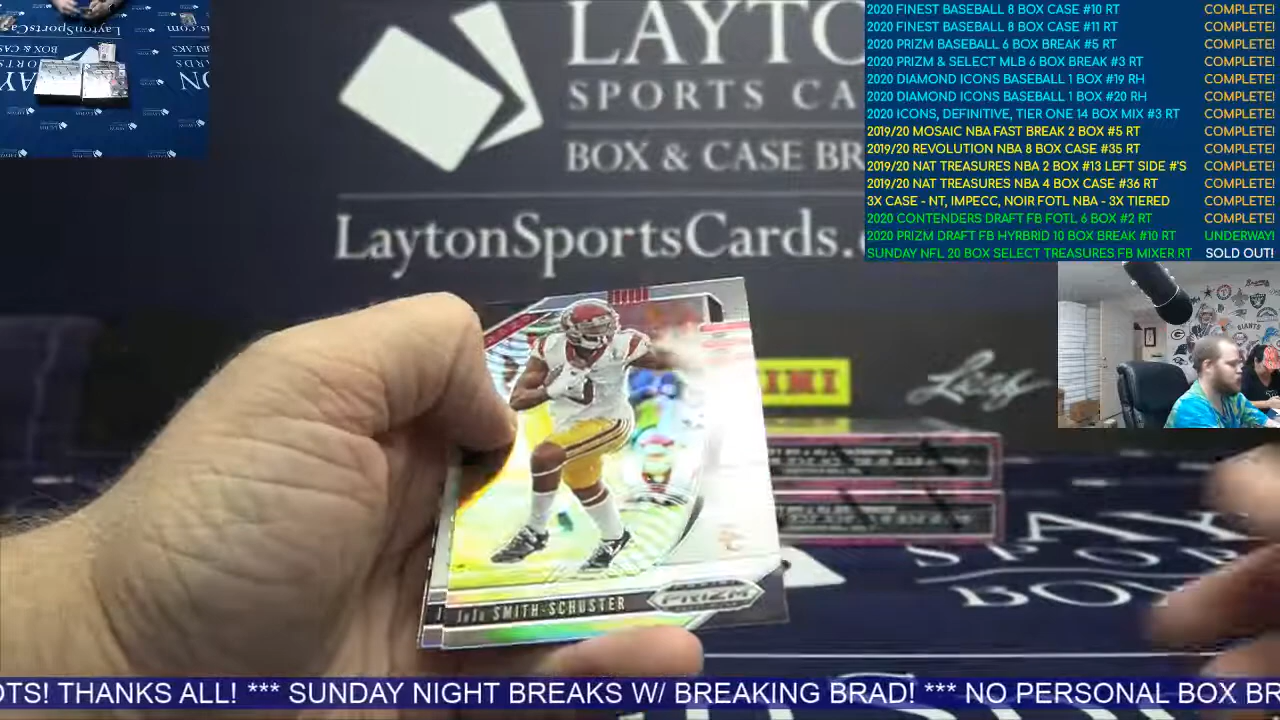 LAYTO
SPORTS CA
BOX & CASE BR
LaytonSportsCards.c
2020 FINEST BASEBALL 8 BOX CASE #10 RT COMPLETE!
2020 FINEST BASEBALL 8 BOX CASE #11 RT COMPLETE!
2020 PRIZM BASEBALL 6 BOX BREAK #5 RT COMPLETE!
2020 PRIZM & SELECT MLB 6 BOX BREAK #3 RT COMPLETE!
2020 DIAMOND ICONS BASEBALL 1 BOX #19 RH COMPLETE!
2020 DIAMOND ICONS BASEBALL 1 BOX #20 RH COMPLETE!
2020 ICONS, DEFINITIVE, TIER ONE 14 BOX MIX #3 RT COMPLETE!
2019/20 MOSAIC NBA FAST BREAK 2 BOX #5 RT COMPLETE!
2019/20 REVOLUTION NBA 8 BOX CASE #35 RT COMPLETE!
2019/20 NAT TREASURES NBA 2 BOX #13 LEFT SIDE #'S COMPLETE!
2019/20 NAT TREASURES NBA 4 BOX CASE #36 RT COMPLETE!
3X CASE - NT, IMPECC, NOIR FOTL NBA - 3X TIERED COMPLETE!
2020 CONTENDERS DRAFT FB FOTL 6 BOX #2 RT COMPLETE!
2020 PRIZM DRAFT FB HYRBRID 10 BOX BREAK #10 RT UNDERWAY!
SUNDAY NFL 20 BOX SELECT TREASURES FB MIXER RT SOLD OUT!
GIANTS
NINI
Leaf
PRIZM
JuJu SMITH-SCHUSTER
LAY
SPOR
BOX
OTS! THANKS ALL! *** SUNDAY NIGHT BREAKS W/ BREAKING BRAD! *** NO PERSONAL BOX BR